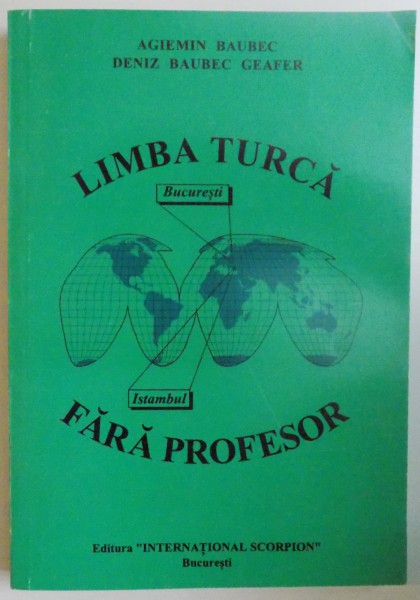 AGIEMIN BAUBEC
DENIZ BAUBEC GEAFER
LIMBA TURCĂ
București
Istambul
FĂRĂ PROFESOR
Editura "INTERNAȚIONAL SCORPION"
București